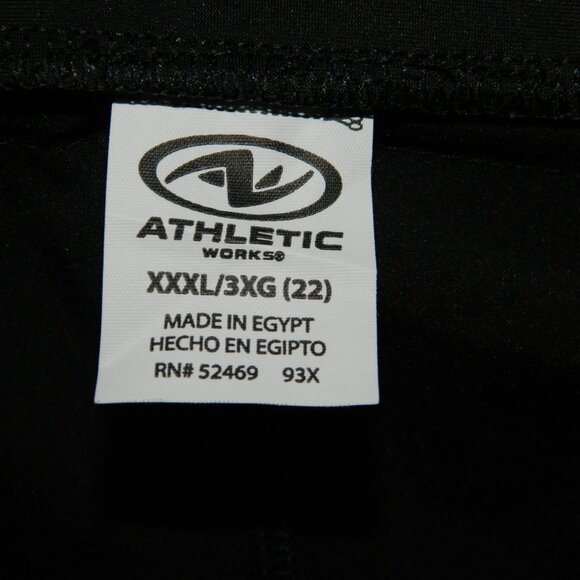 ATHLETIC
WORKS®
XXXL/3XG (22)
MADE IN EGYPT
HECHO EN EGIPTO
RN# 52469 93X